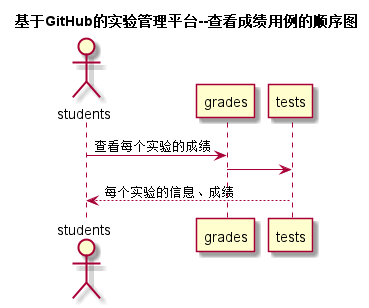 基于GitHub的实验管理平台--查看成绩用例的顺序图
students
grades
tests
查看每个实验的成绩
每个实验的信息、成绩
students
grades
tests